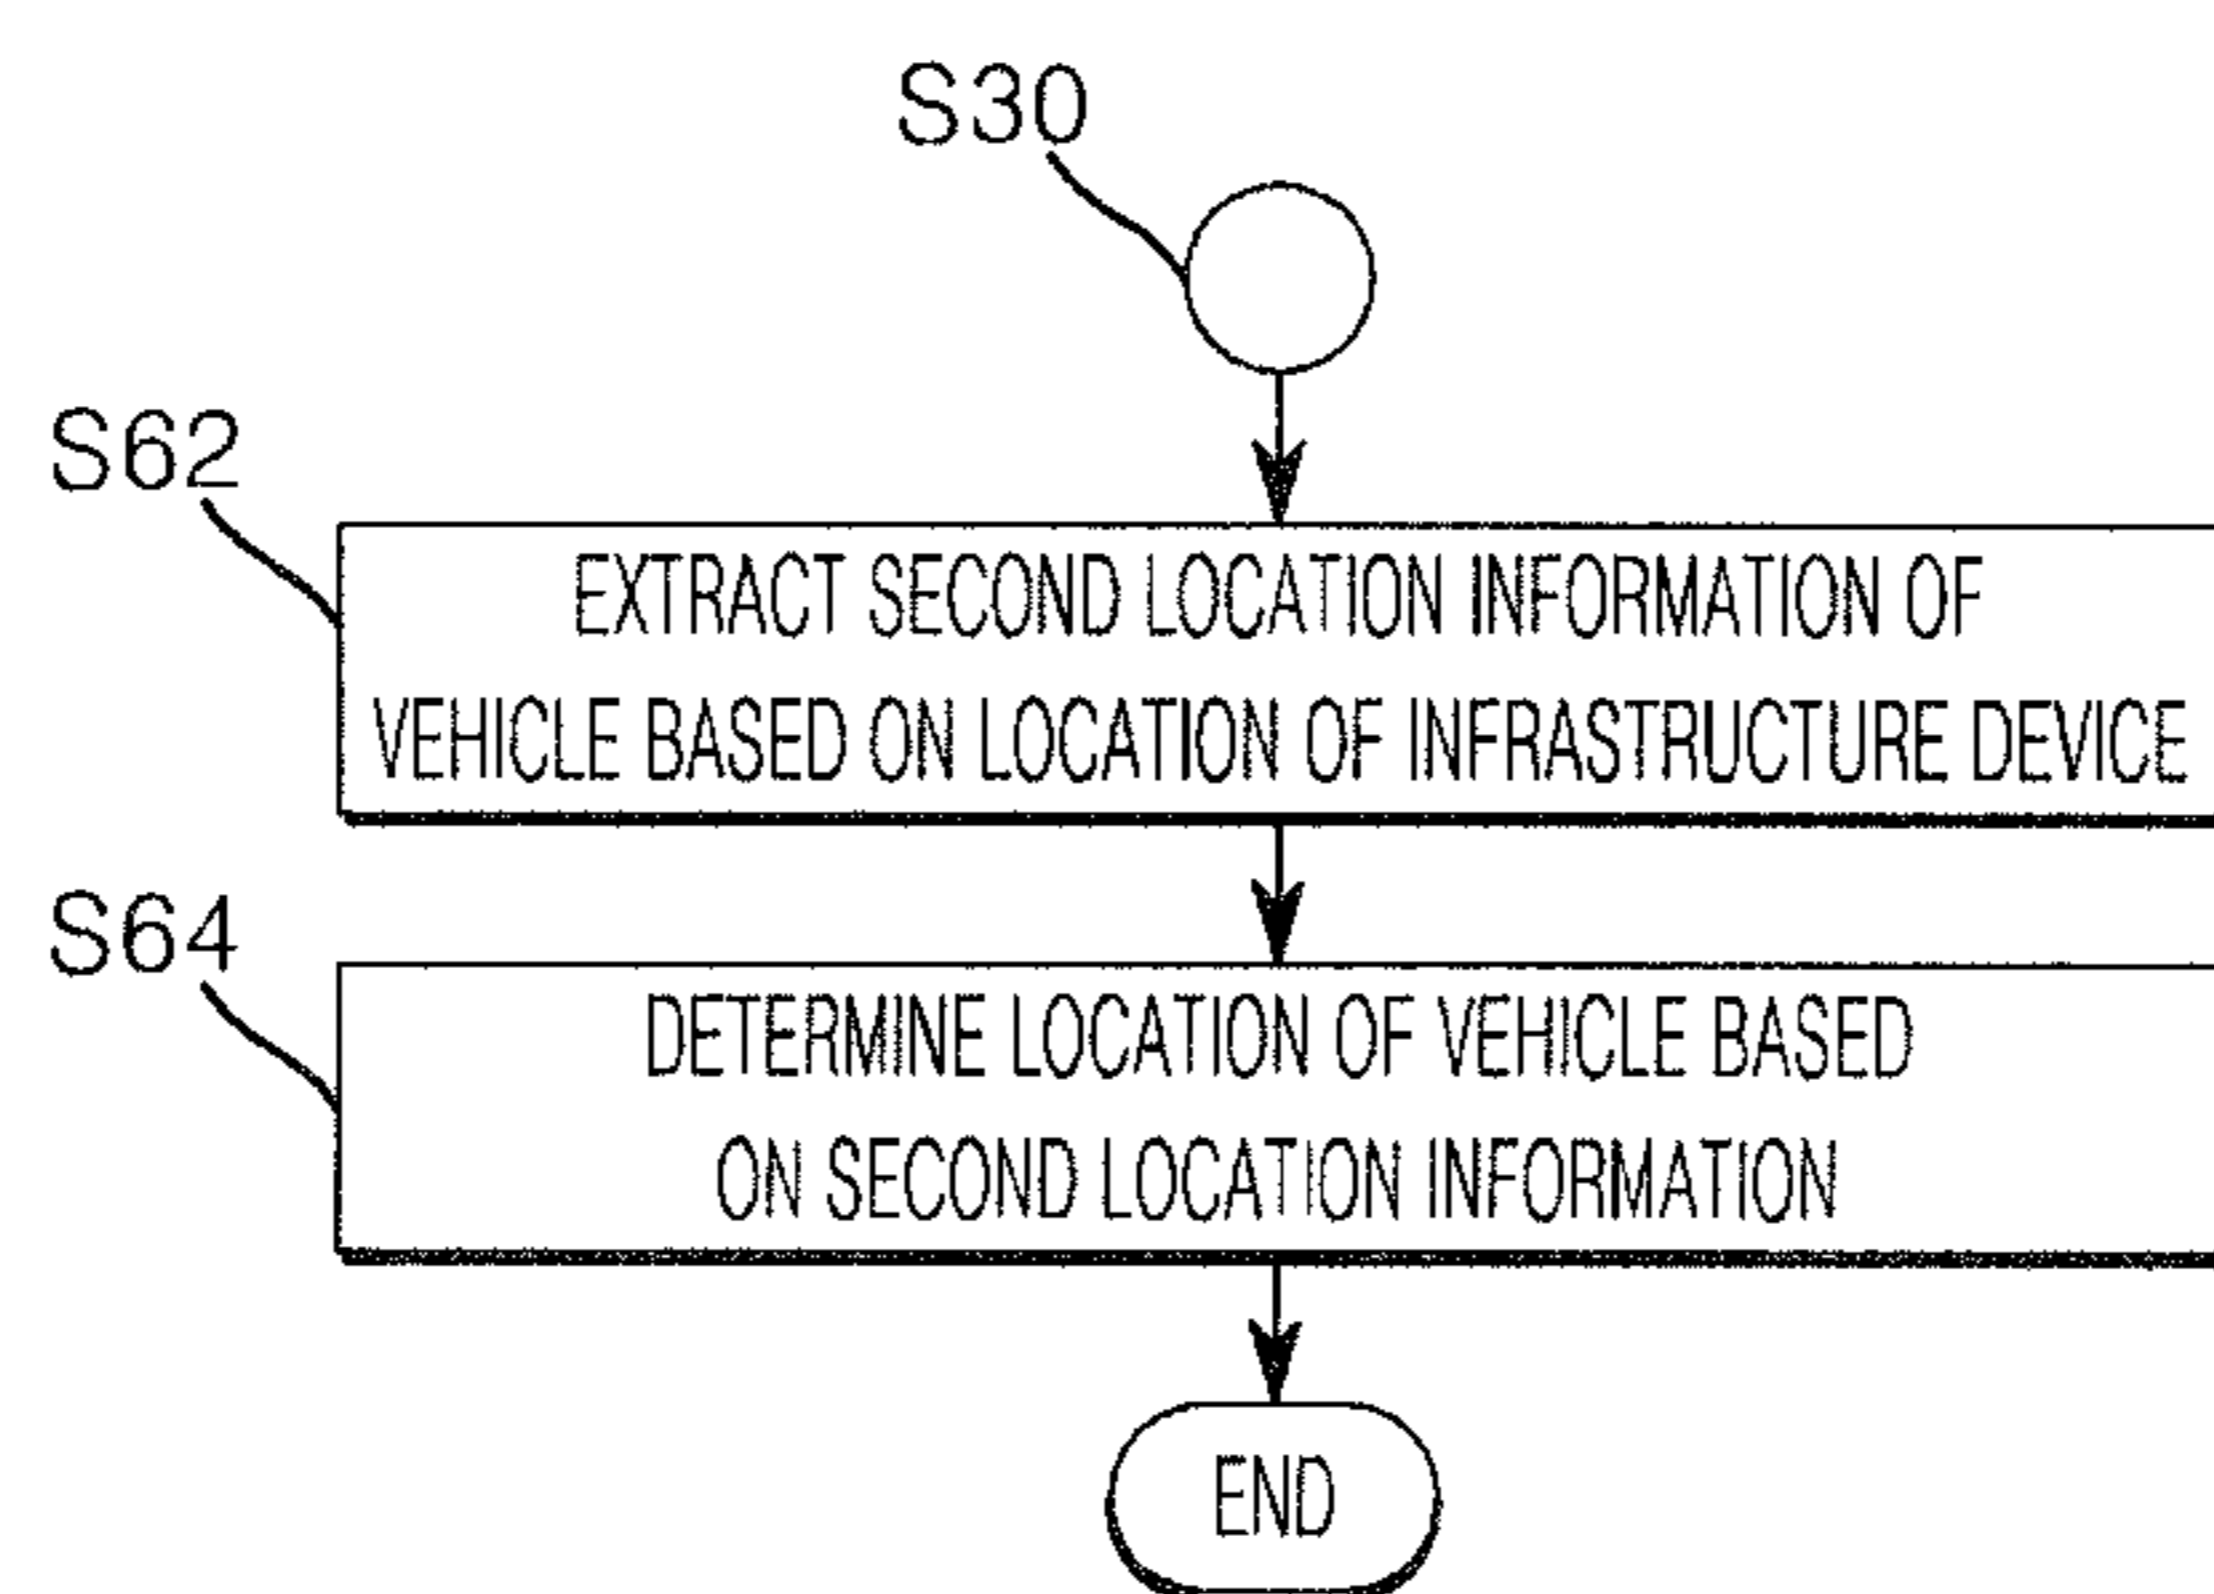 S30
S62
EXTRACT SECOND LOCATION INFORMATION OF
VEHICLE BASED ON LOCATION OF INFRASTRUCTURE DEVICE
S64
DETERMINE LOCATION OF VEHICLE BASED
ON SECOND LOCATION INFORMATION
END